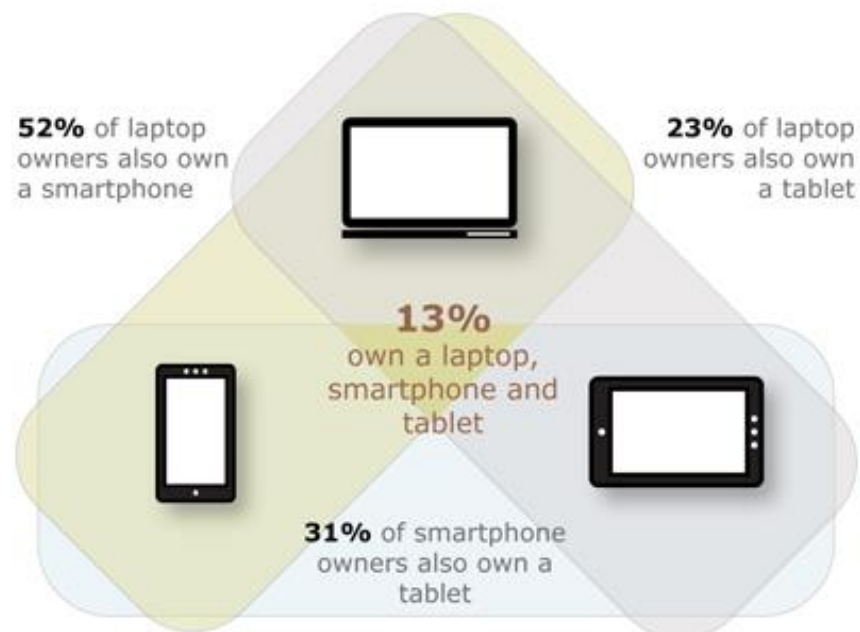 52% of laptop
owners also own
a smartphone
23% of laptop
owners also own
a tablet
13%
own a laptop,
smartphone and
tablet
31% of smartphone
owners also own a
tablet